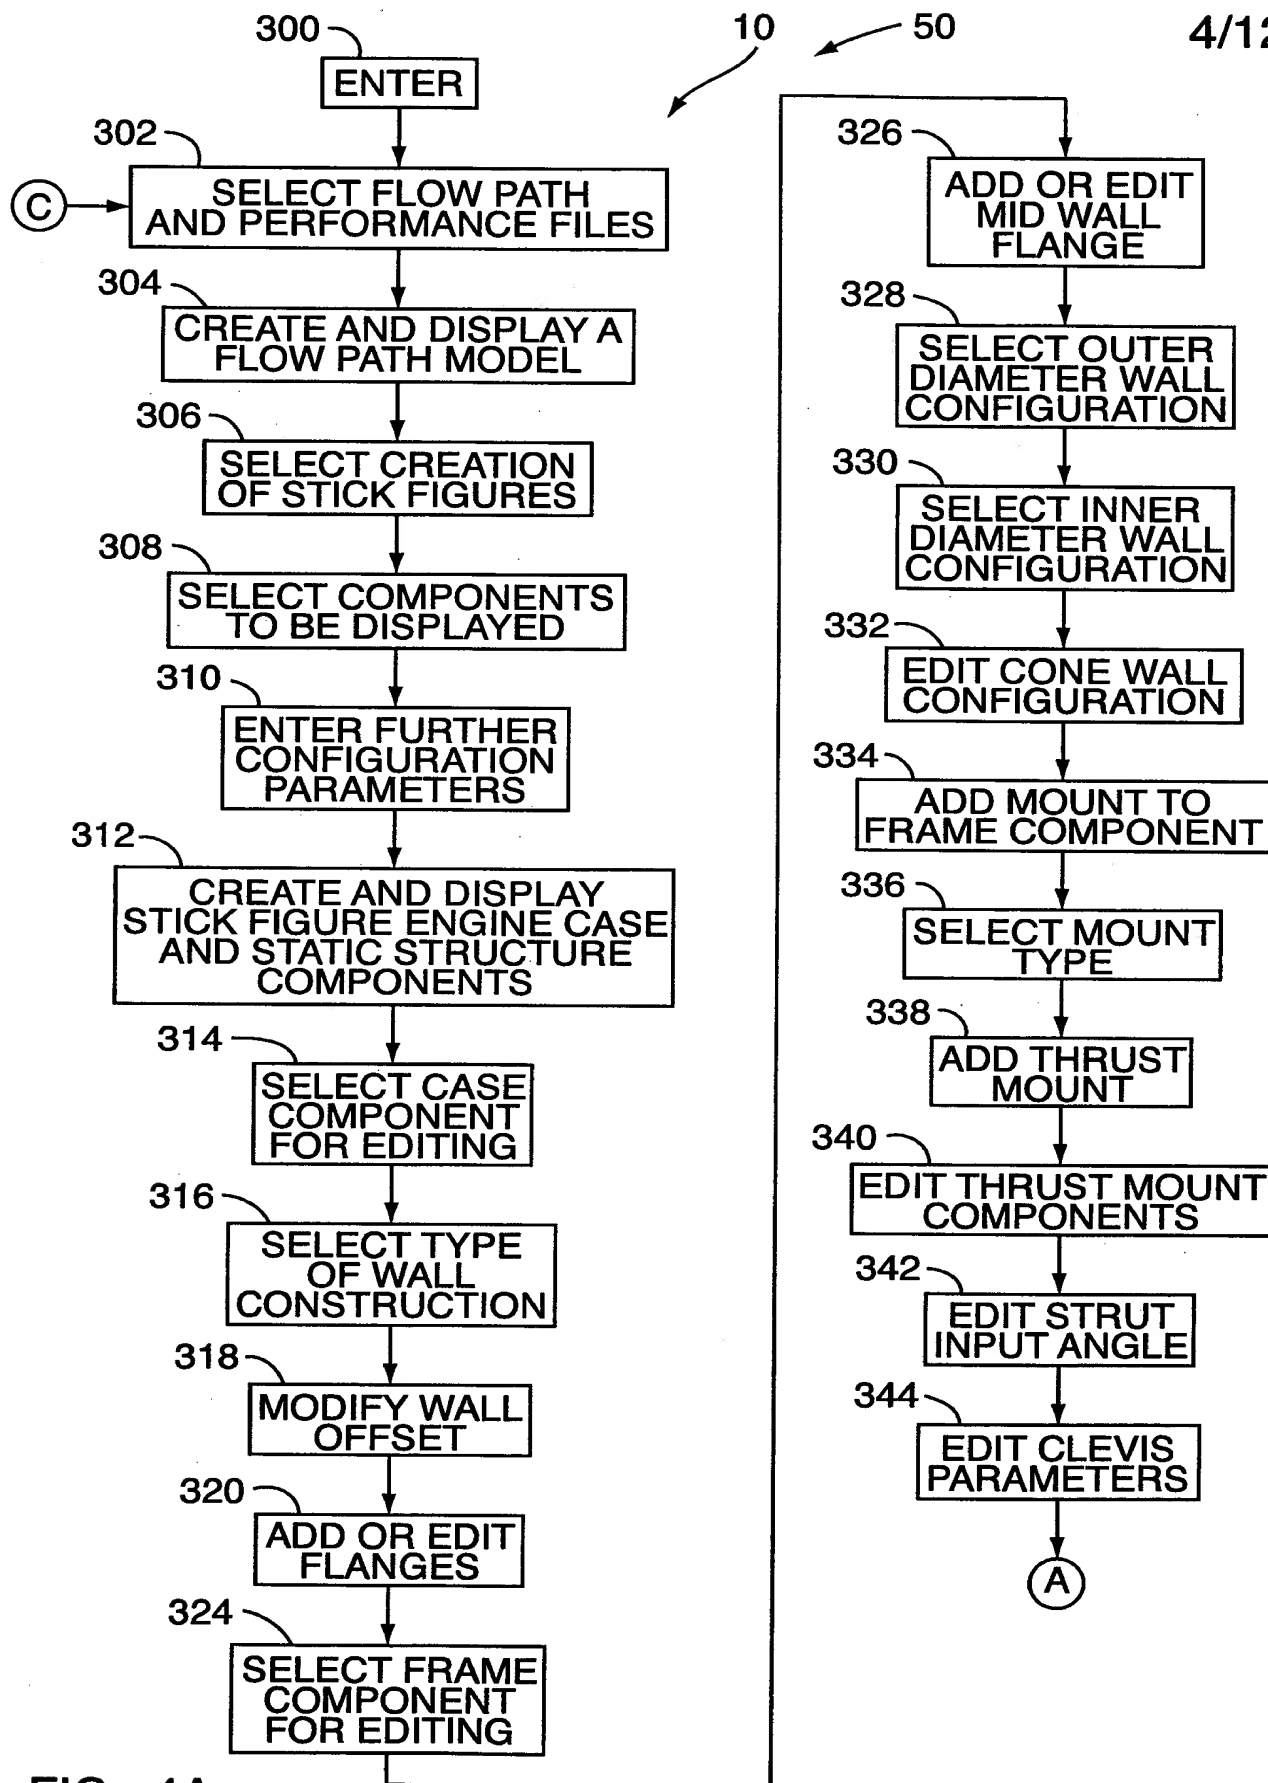 300
ENTER
302
C
SELECT FLOW PATH
AND PERFORMANCE FILES
304
CREATE AND DISPLAY A
FLOW PATH MODEL
306
SELECT CREATION
OF STICK FIGURES
308
SELECT COMPONENTS
TO BE DISPLAYED
310
ENTER FURTHER
CONFIGURATION
PARAMETERS
312
CREATE AND DISPLAY
STICK FIGURE ENGINE CASE
AND STATIC STRUCTURE
COMPONENTS
314
SELECT CASE
COMPONENT
FOR EDITING
316
SELECT TYPE
OF WALL
CONSTRUCTION
318
MODIFY WALL
OFFSET
320
ADD OR EDIT
FLANGES
324
SELECT FRAME
COMPONENT
FOR EDITING
10
50
4/12
326
ADD OR EDIT
MID WALL
FLANGE
328
SELECT OUTER
DIAMETER WALL
CONFIGURATION
330
SELECT INNER
DIAMETER WALL
CONFIGURATION
332
EDIT CONE WALL
CONFIGURATION
334
ADD MOUNT TO
FRAME COMPONENT
336
SELECT MOUNT
TYPE
338
ADD THRUST
MOUNT
340
EDIT THRUST MOUNT
COMPONENTS
342
EDIT STRUT
INPUT ANGLE
344
EDIT CLEVIS
PARAMETERS
A